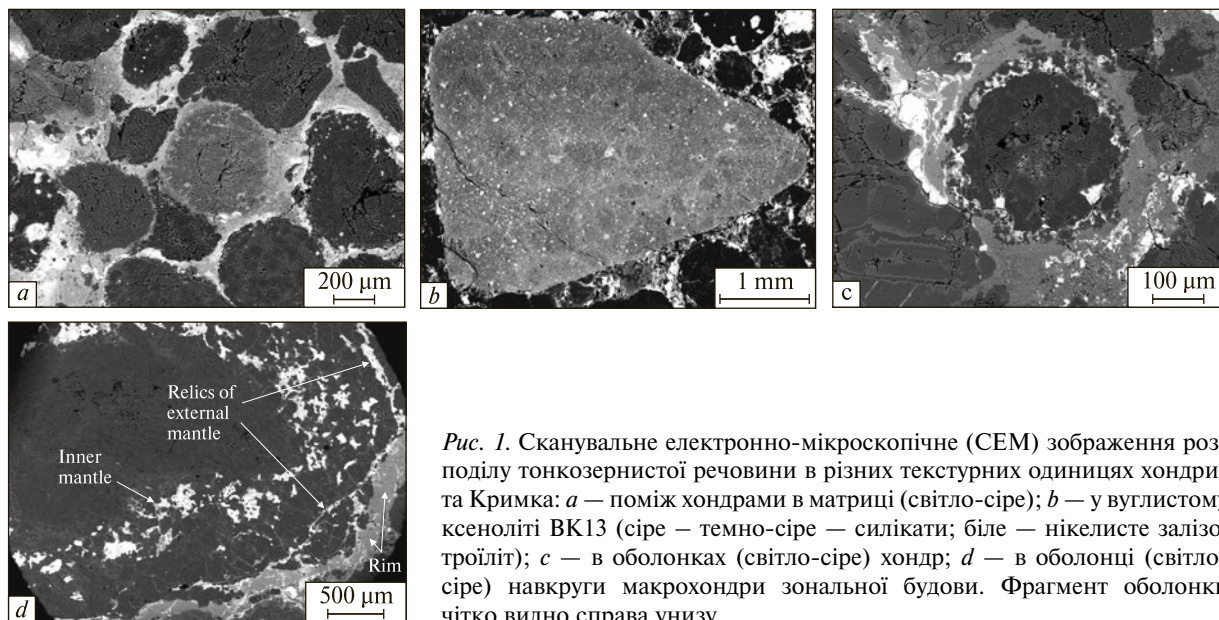 a
200 µm
b
1 mm
c
100 µm
Relics of
external
mantle
Inner
mantle
Rim
d
500 µm
Рис. 1. Сканувальне електронно-мікроскопічне (СЕМ) зображення роз
поділу тонкозернистої речовини в різних текстурних одиницях хондри
та Кримка: a — поміж хондрами в матриці (світло-сіре); b — у вуглистом
ксеноліті ВК13 (сіре – темно-сіре — силікати; біле — нікелисте залізо
троїліт); c — в оболонках (світло-сіре) хондр; d — в оболонці (світло
сіре) навкруги макрохондри зональної будови. Фрагмент оболонк
чітко видно справа унизу